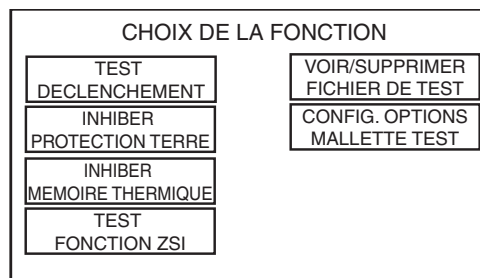 CHOIX DE LA FONCTION
TEST
DECLENCHEMENT
INHIBER
PROTECTION TERRE
INHIBER
MEMOIRE THERMIQUE
TEST
FONCTION ZSI
VOIR/SUPPRIMER
FICHIER DE TEST
CONFIG. OPTIONS
MALLETTE TEST